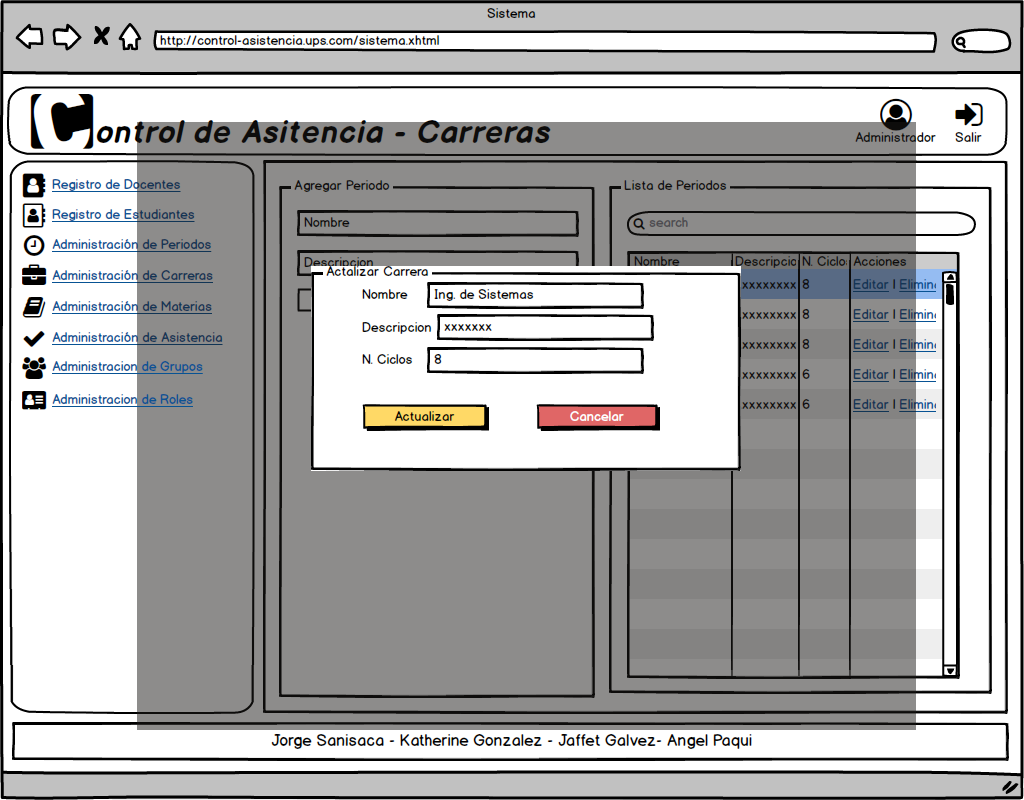 Sistema
http://control-asistencia.ups.com/sistema.xhtml
Control de Asitencia - Carreras
Administrador
Salir
Registro de Docentes
Registro de Estudiantes
Administración de Periodos
Administración de Carreras
Administración de Materias
Administración de Asistencia
Administracion de Grupos
Administracion de Roles
Agregar Periodo
Nombre
Descripcion
Lista de Periodos
search
Nombre Descripcio N. Ciclo Acciones
xxxxxxxx 8 Editar | Elimin
xxxxxxxx 8 Editar | Elimin
xxxxxxxx 8 Editar | Elimin
xxxxxxxx 6 Editar | Elimin
xxxxxxxx 6 Editar | Elimin
Actalizar Carrera
Nombre Ing. de Sistemas
Descripcion xxxxxxx
N. Ciclos 8
Actualizar Cancelar
Jorge Sanisaca - Katherine Gonzalez - Jaffet Galvez- Angel Paqui